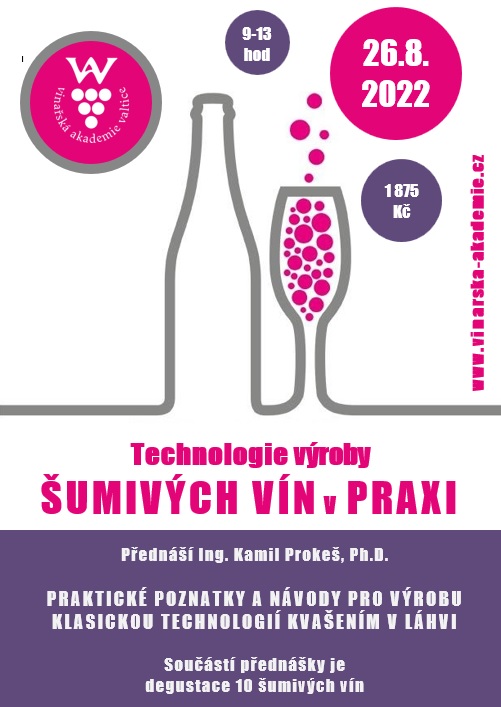 9-13
hod
26.8.
2022
W
vinařská akademie valtice
1 875
Kč
www.vinarska-akademie.cz
Technologie výroby
ŠUMIVÝCH VÍN v PRAXI
Přednáší Ing. Kamil Prokeš, Ph.D.
PRAKTICKÉ POZNATKY A NÁVODY PRO VÝROBU
KLASICKOU TECHNOLOGIÍ KVAŠENÍM V LÁHVI
Součástí přednášky je
degustace 10 šumivých vín